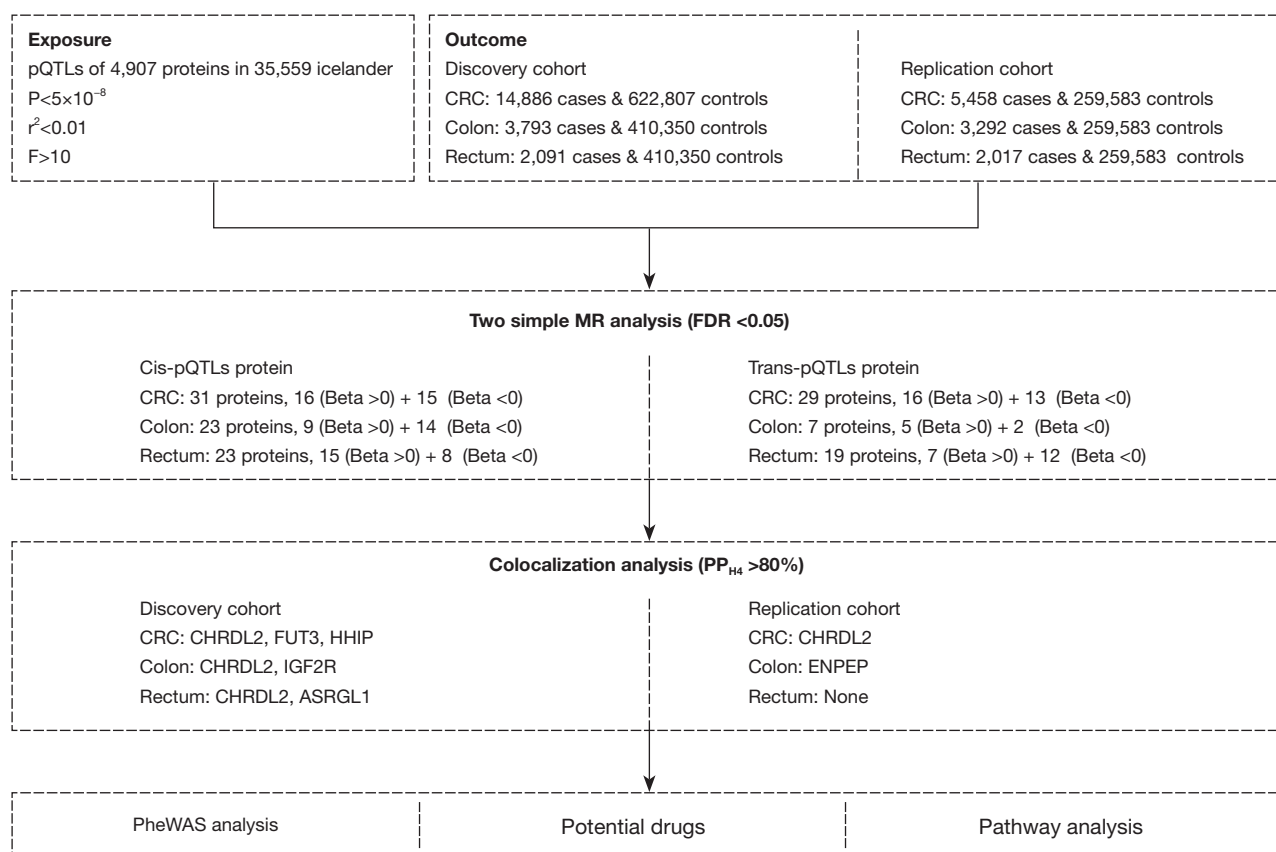 Exposure
pQTLs of 4,907 proteins in 35,559 icelander
P<5×10⁻⁸
r²<0.01
F>10
Outcome
Discovery cohort
CRC: 14,886 cases & 622,807 controls
Colon: 3,793 cases & 410,350 controls
Rectum: 2,091 cases & 410,350 controls
Replication cohort
CRC: 5,458 cases & 259,583 controls
Colon: 3,292 cases & 259,583 controls
Rectum: 2,017 cases & 259,583 controls
Two simple MR analysis (FDR <0.05)
Cis-pQTLs protein
CRC: 31 proteins, 16 (Beta >0) + 15 (Beta <0)
Colon: 23 proteins, 9 (Beta >0) + 14 (Beta <0)
Rectum: 23 proteins, 15 (Beta >0) + 8 (Beta <0)
Trans-pQTLs protein
CRC: 29 proteins, 16 (Beta >0) + 13 (Beta <0)
Colon: 7 proteins, 5 (Beta >0) + 2 (Beta <0)
Rectum: 19 proteins, 7 (Beta >0) + 12 (Beta <0)
Colocalization analysis (PP_H4 >80%)
Discovery cohort
CRC: CHRDL2, FUT3, HHIP
Colon: CHRDL2, IGF2R
Rectum: CHRDL2, ASRGL1
Replication cohort
CRC: CHRDL2
Colon: ENPEP
Rectum: None
PheWAS analysis
Potential drugs
Pathway analysis